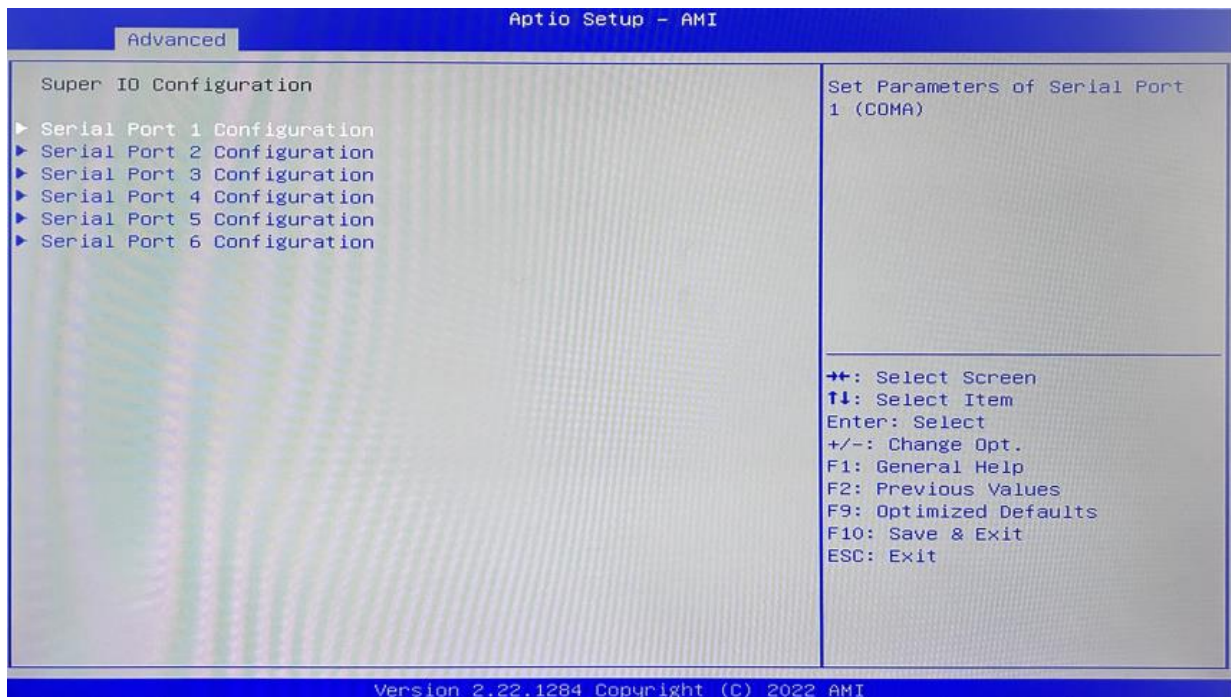 Aptio Setup – AMI
Advanced
Super IO Configuration
▶ Serial Port 1 Configuration
▶ Serial Port 2 Configuration
▶ Serial Port 3 Configuration
▶ Serial Port 4 Configuration
▶ Serial Port 5 Configuration
▶ Serial Port 6 Configuration
Set Parameters of Serial Port
1 (COMA)
→←: Select Screen
↑↓: Select Item
Enter: Select
+/-: Change Opt.
F1: General Help
F2: Previous Values
F9: Optimized Defaults
F10: Save & Exit
ESC: Exit
Version 2.22.1284 Copyright (C) 2022 AMI